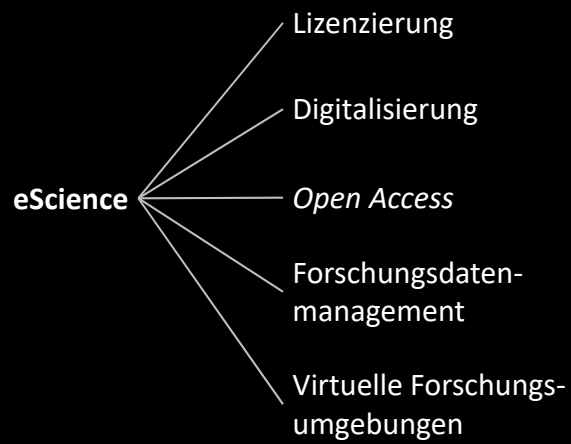 Lizenzierung
Digitalisierung
eScience
Open Access
Forschungsdaten-
management
Virtuelle Forschungs-
umgebungen